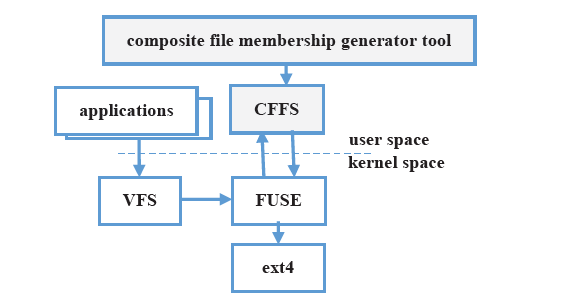 composite file membership generator tool
applications
CFFS
user space
kernel space
VFS
FUSE
ext4